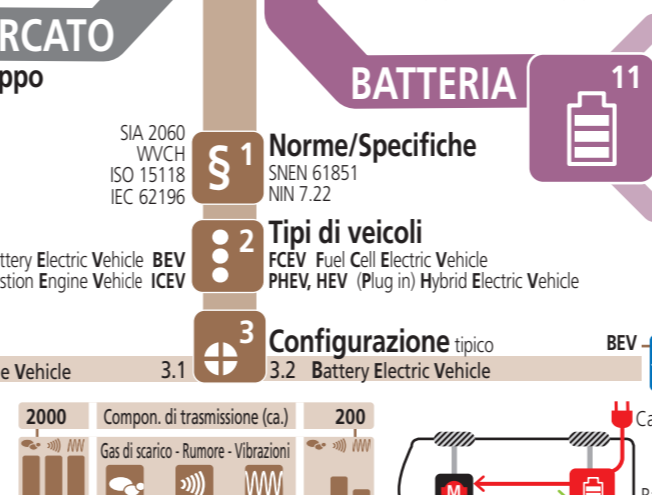 RCATO
ppo
BATTERIA
11
SIA 2060
WVCH
ISO 15118
IEC 62196
§ 1
Norme/Specifiche
SNEN 61851
NIN 7.22
2
Tipi di veicoli
ttery Electric Vehicle BEV
stion Engine Vehicle ICEV
FCEV Fuel Cell Electric Vehicle
PHEV, HEV (Plug in) Hybrid Electric Vehicle
3
Configurazione tipico
BEV
e Vehicle 3.1
3.2 Battery Electric Vehicle
2000
Compon. di trasmissione (ca.)
200
Gas di scarico - Rumore - Vibrazioni
Ca
M